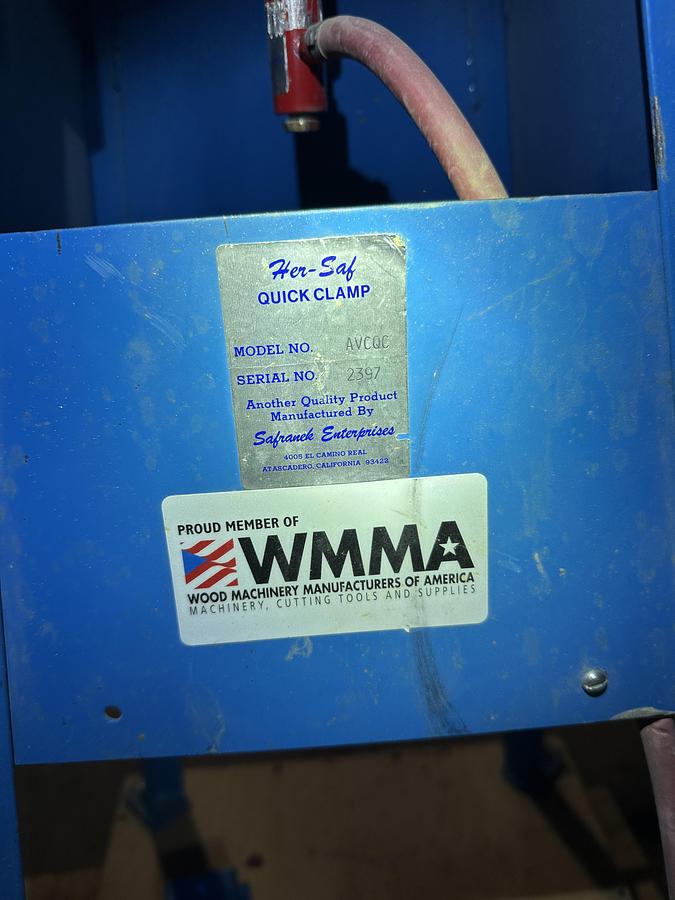 Her-Saf
QUICK CLAMP
MODEL NO. AVCQC
SERIAL NO. 2397
Another Quality Product
Manufactured By
Safranek Enterprises
4005 EL CAMINO REAL
ATASCADERO, CALIFORNIA 93422
PROUD MEMBER OF
WMMA
WOOD MACHINERY MANUFACTURERS OF AMERICA
MACHINERY, CUTTING TOOLS AND SUPPLIES